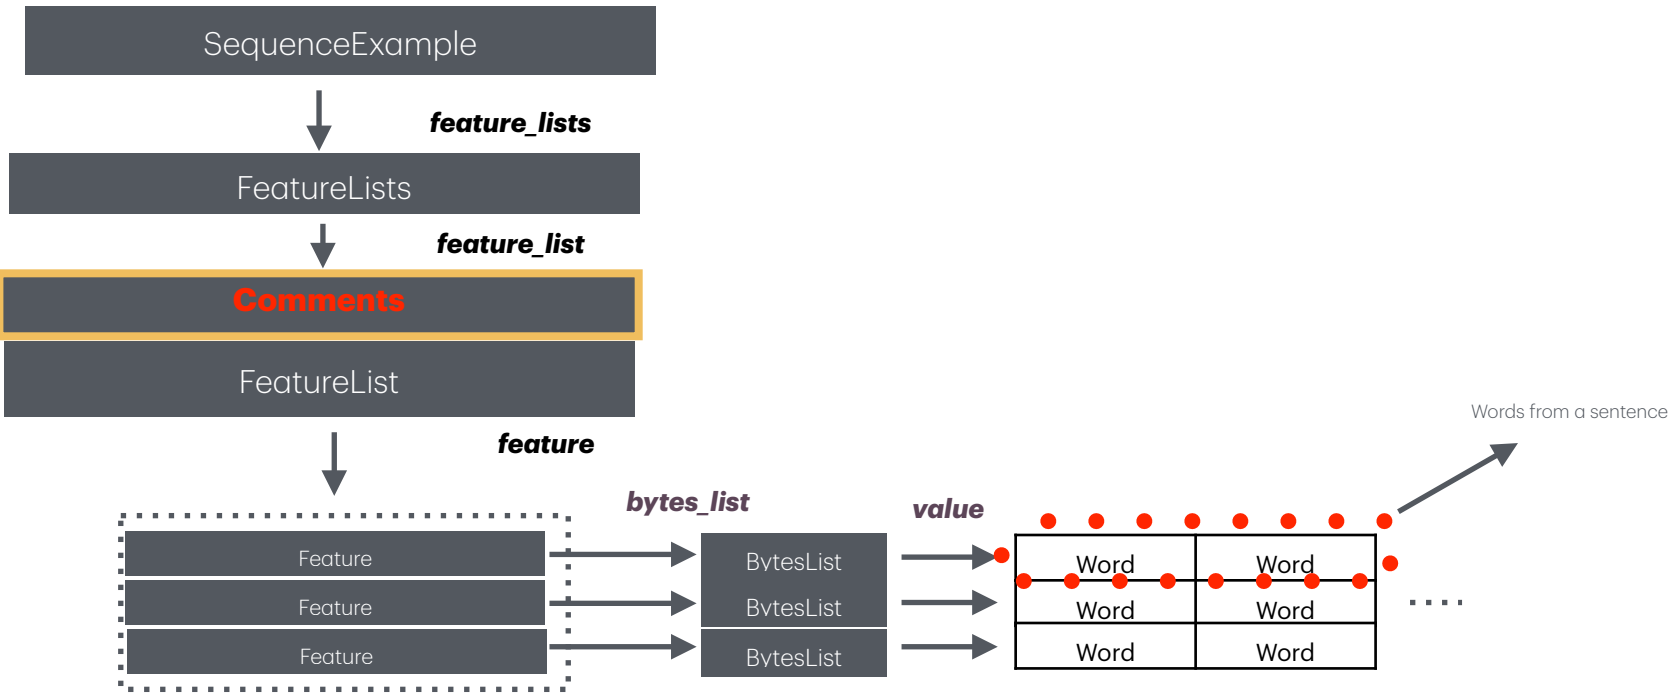 SequenceExample
feature_lists
FeatureLists
feature_list
Comments
FeatureList
feature
Words from a sentence
bytes_list
value
Feature
BytesList
Word Word
Feature
BytesList
Word Word
Feature
BytesList
Word Word